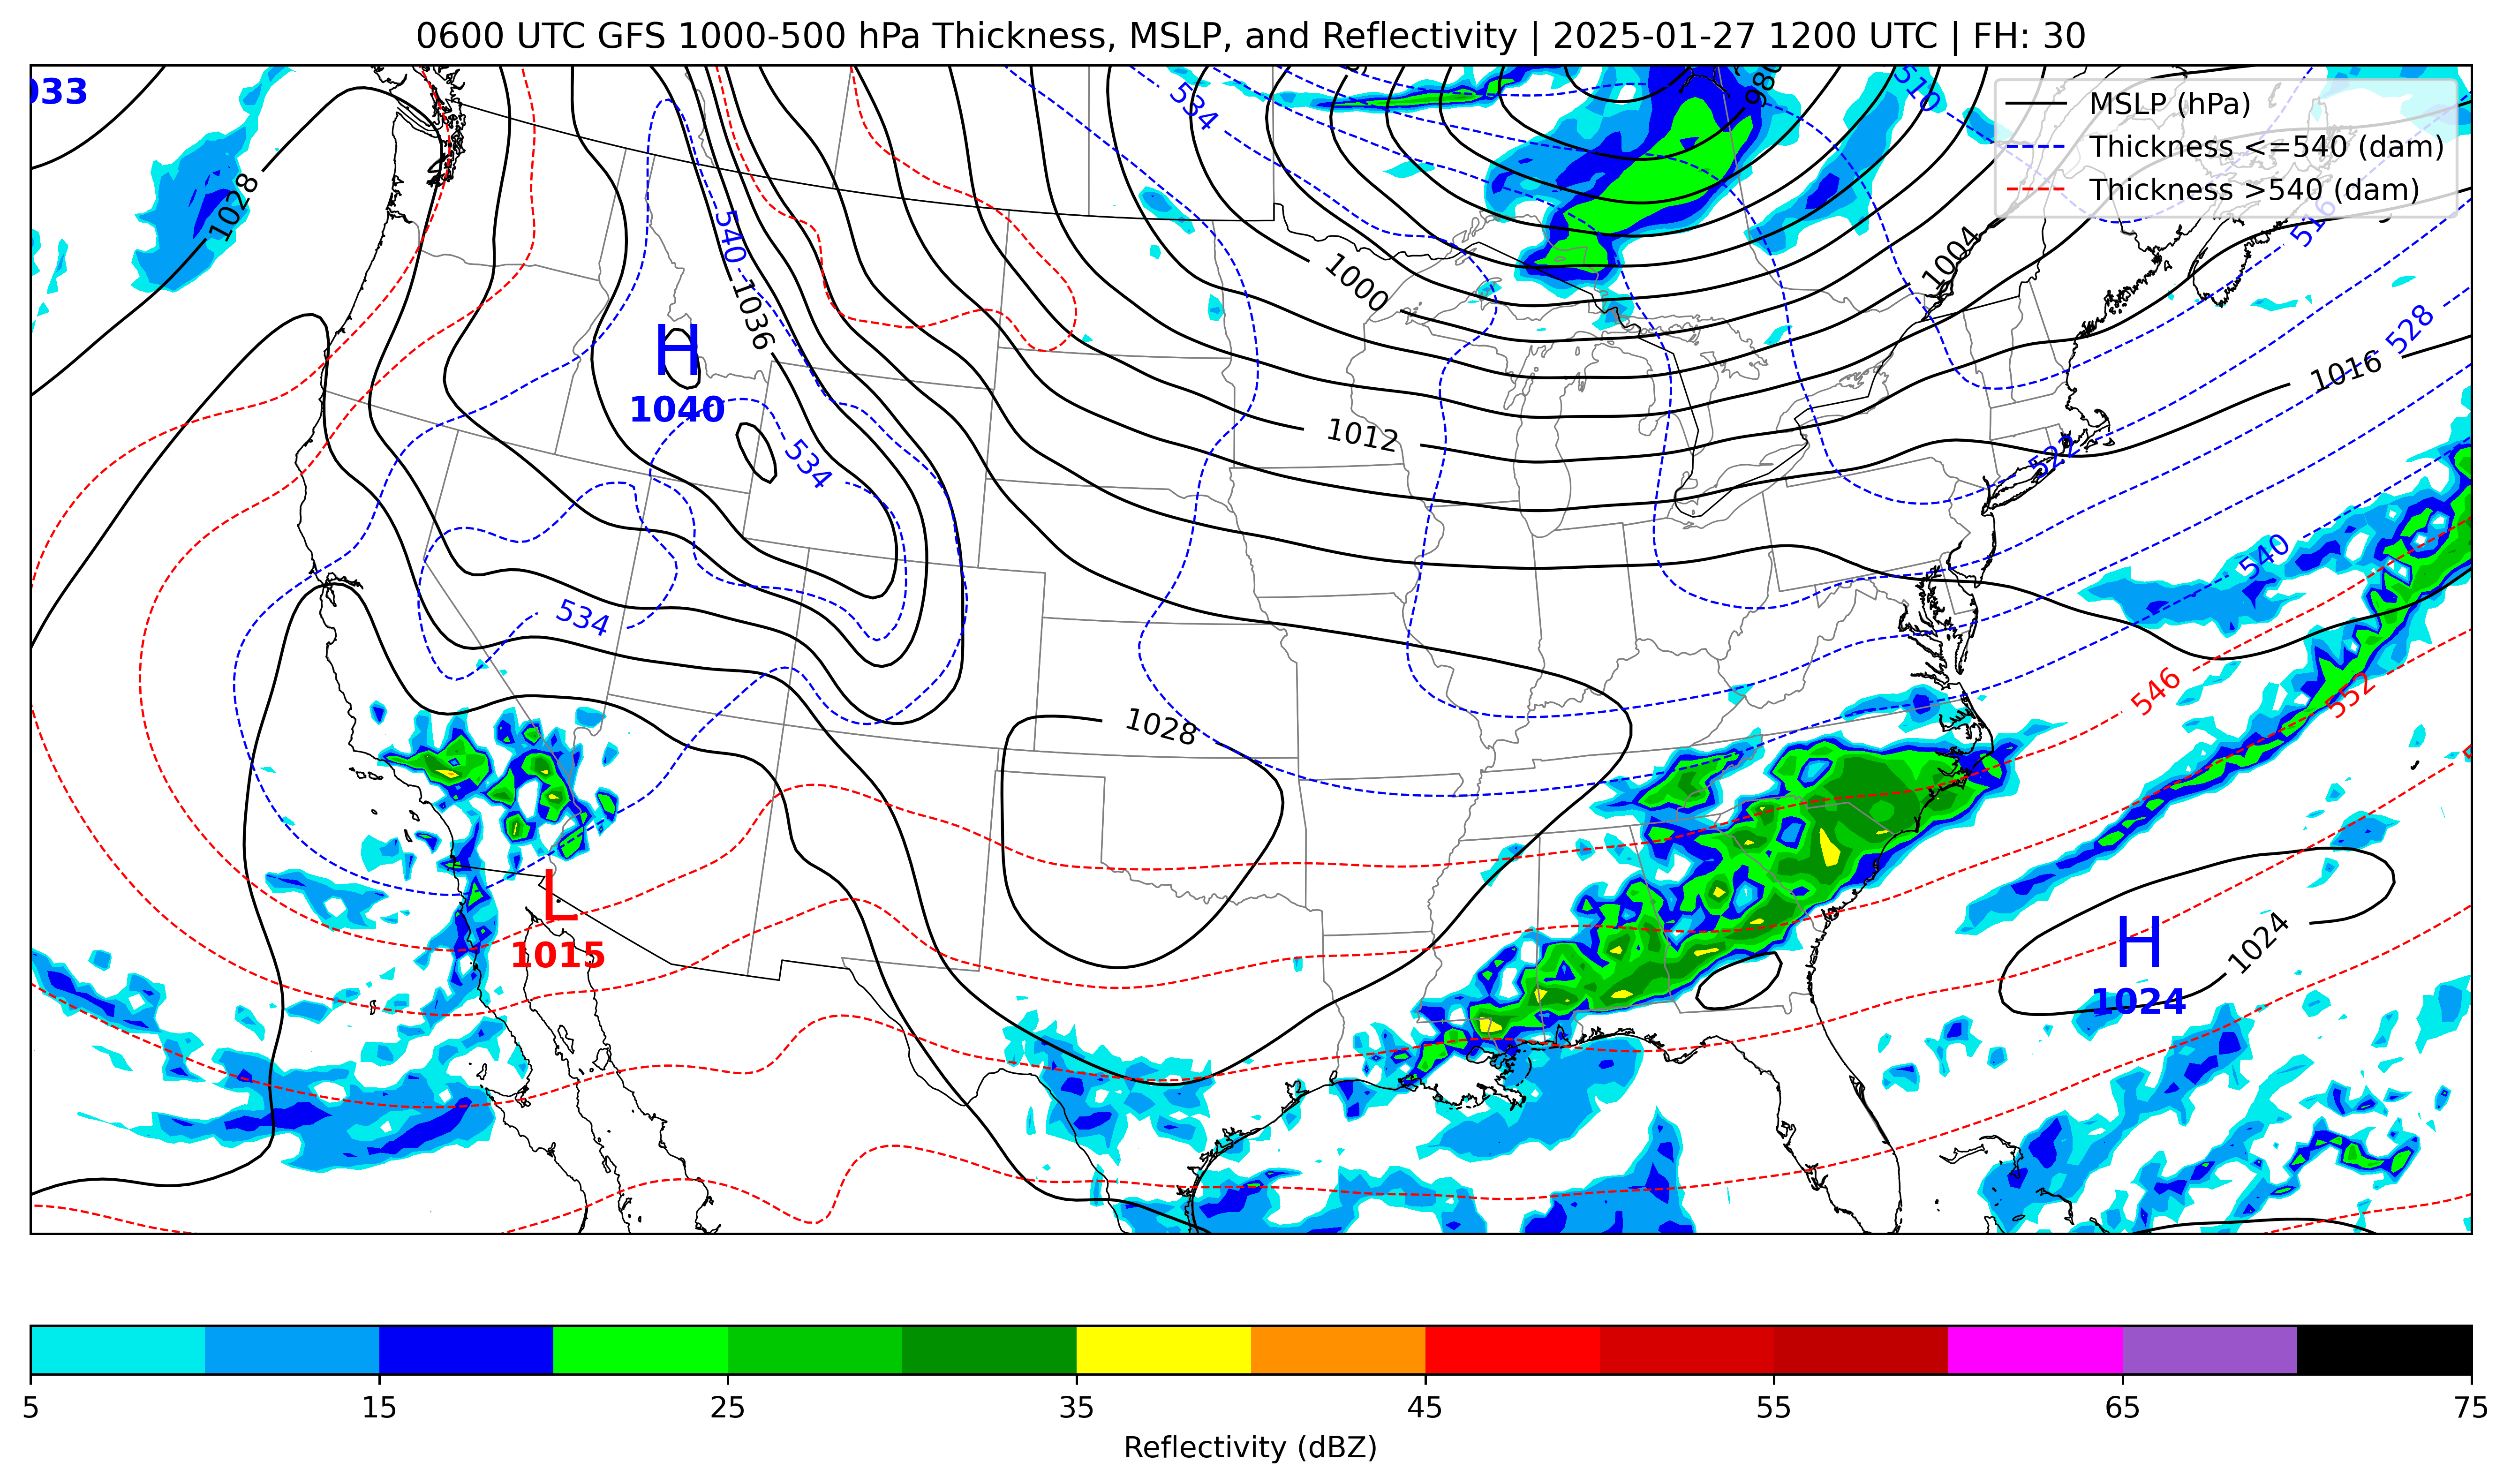 0600 UTC GFS 1000-500 hPa Thickness, MSLP, and Reflectivity | 2025-01-27 1200 UTC | FH: 30
033
980
510
534
MSLP (hPa)
Thickness <=540 (dam)
Thickness >540 (dam)
1028
540
516
1004
1000
1036
528
H
1040
1016
1012
534
522
540
534
546
552
1028
L
1015
H
1024
1024
5 15 25 35 45 55 65 75
Reflectivity (dBZ)